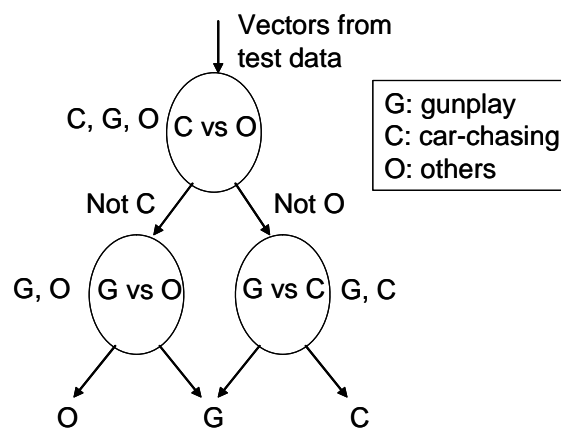 Vectors from
test data
G: gunplay
C: car-chasing
O: others
C, G, O
C vs O
Not C
Not O
G, O
G vs O
G vs C
G, C
O
G
C